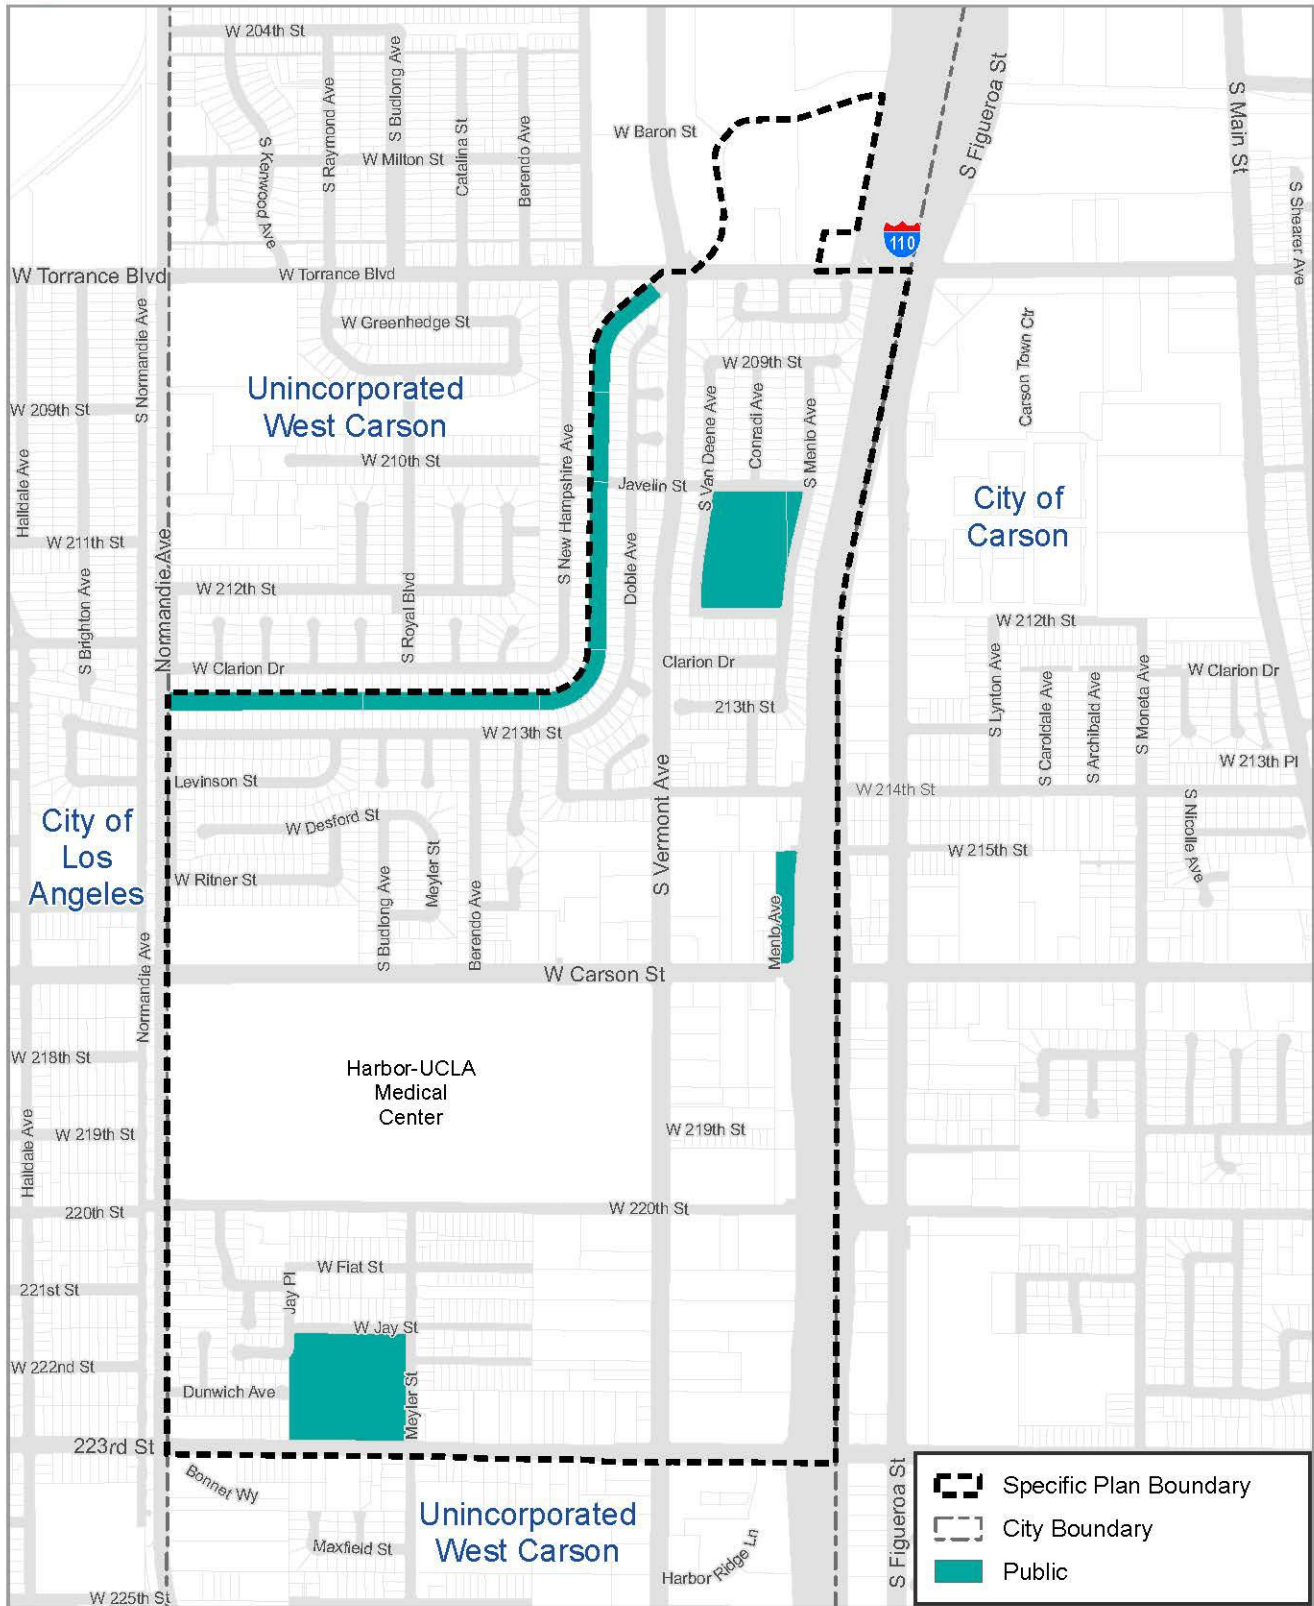 W 204th St
S Budlong Ave
S Raymond Ave
S Kenwood Ave
W Milton St
Catalina St
Berendo Ave
W Baron St
S Figueroa St
S Main St
S Shearer Ave
110
W Torrance Blvd
W Torrance Blvd
S Normandie Ave
W Greenhedge St
Unincorporated
West Carson
W 209th St
W 209th St
Carson Town Ctr
S Van Deene Ave
Conradi Ave
S Menlo Ave
Halldale Ave
W 210th St
S New Hampshire Ave
Javelin St
City of
Carson
W 211th St
Normandie Ave
W 212th St
S Royal Blvd
Doble Ave
S Brighton Ave
W 212th St
W Clarion Dr
Clarion Dr
W Clarion Dr
S Lynton Ave
S Caroldale Ave
S Archibald Ave
S Moneta Ave
213th St
W 213th St
W 213th Pl
Levinson St
W 214th St
S Vermont Ave
S Nicolle Ave
City of
Los
Angeles
W Desford St
W 215th St
W Ritner St
S Budlong Ave
Meyler St
Berendo Ave
Menlo Ave
Normandie Ave
W Carson St
W 218th St
Harbor-UCLA
Medical
Center
Halldale Ave
W 219th St
W 219th St
220th St
W 220th St
W Fiat St
Jay Pl
221st St
W Jay St
W 222nd St
Dunwich Ave
Meyler St
223rd St
Bonnet Wy
Unincorporated
West Carson
Maxfield St
Harbor Ridge Ln
S Figueroa St
W 225th St
Specific Plan Boundary
City Boundary
Public